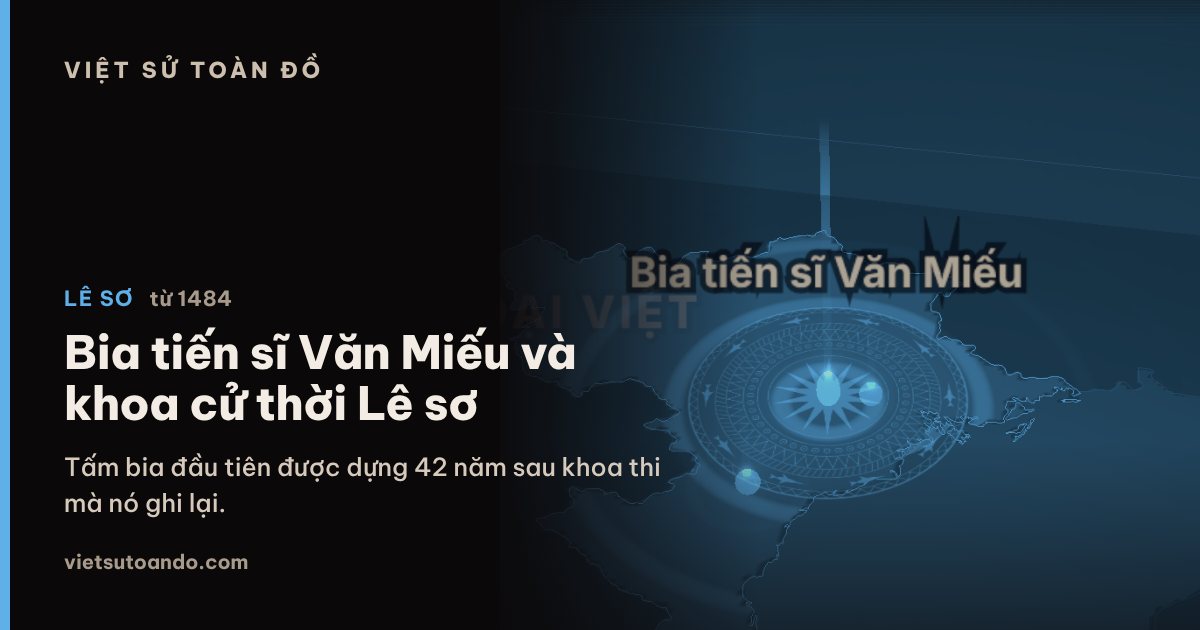 VIỆT SỬ TOÀN ĐỒ
Bia tiến sĩ Văn Miếu
ĐẠI VIỆT
LÊ SƠ từ 1484
Bia tiến sĩ Văn Miếu và
khoa cử thời Lê sơ
Tấm bia đầu tiên được dựng 42 năm sau khoa thi
mà nó ghi lại.
vietsutoando.com